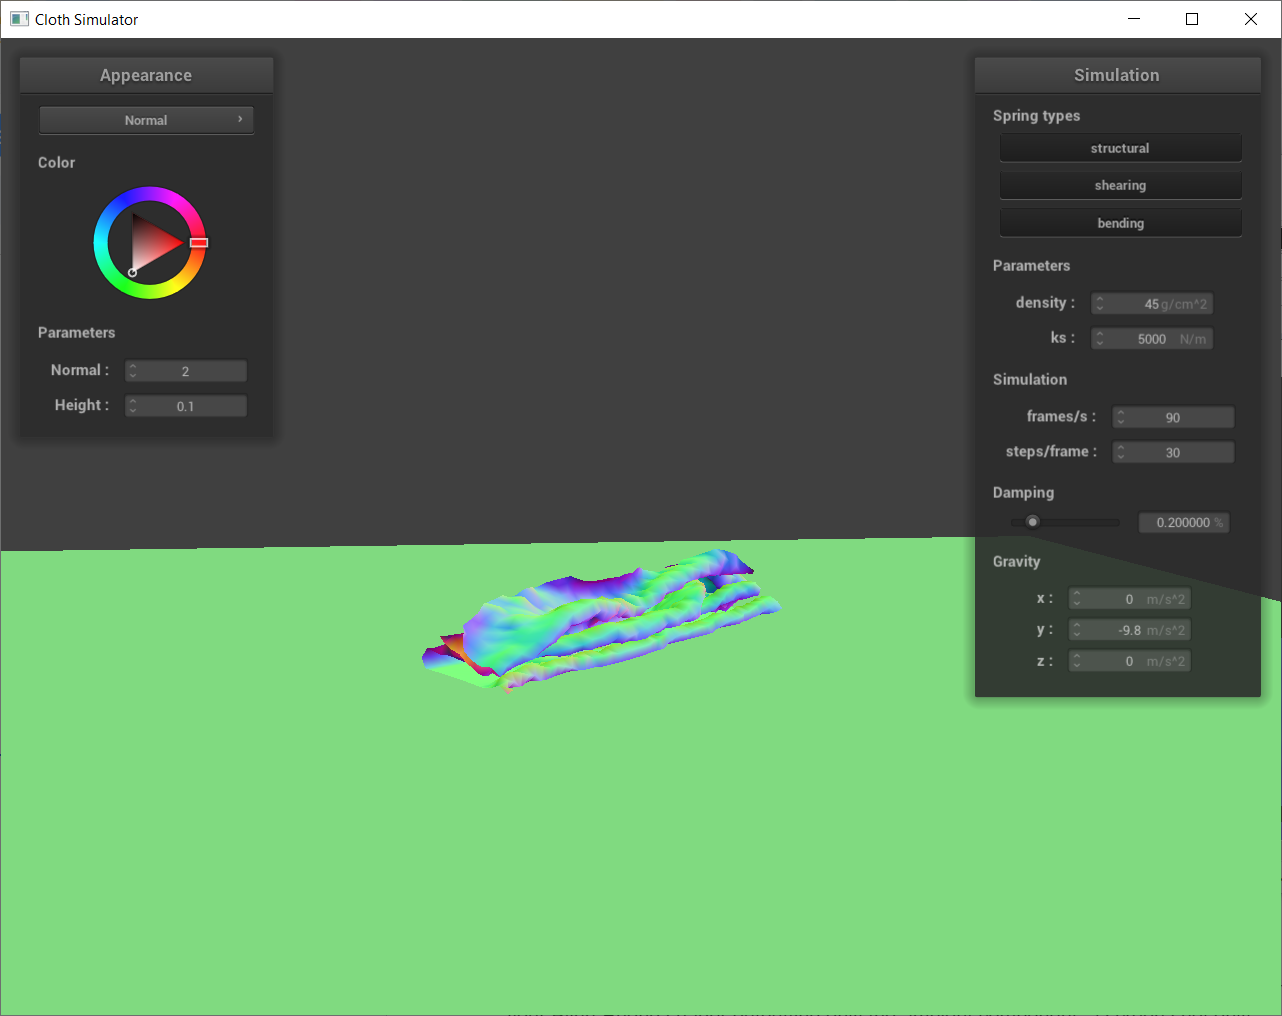 Cloth Simulator
Appearance
Normal
Color
Parameters
Normal :
2
Height :
0.1
Simulation
Spring types
structural
shearing
bending
Parameters
density :
45 g/cm^2
ks :
5000 N/m
Simulation
frames/s :
90
steps/frame :
30
Damping
0.200000 %
Gravity
x :
0 m/s^2
y :
-9.8 m/s^2
z :
0 m/s^2